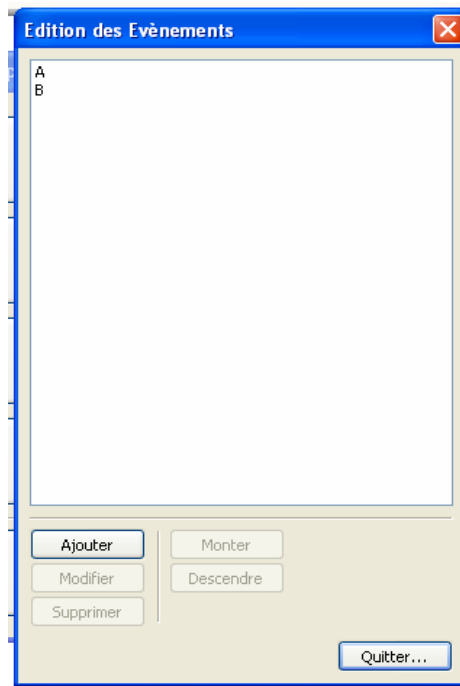 Edition des Evènements
A
B
Ajouter
Monter
Modifier
Descendre
Supprimer
Quitter...